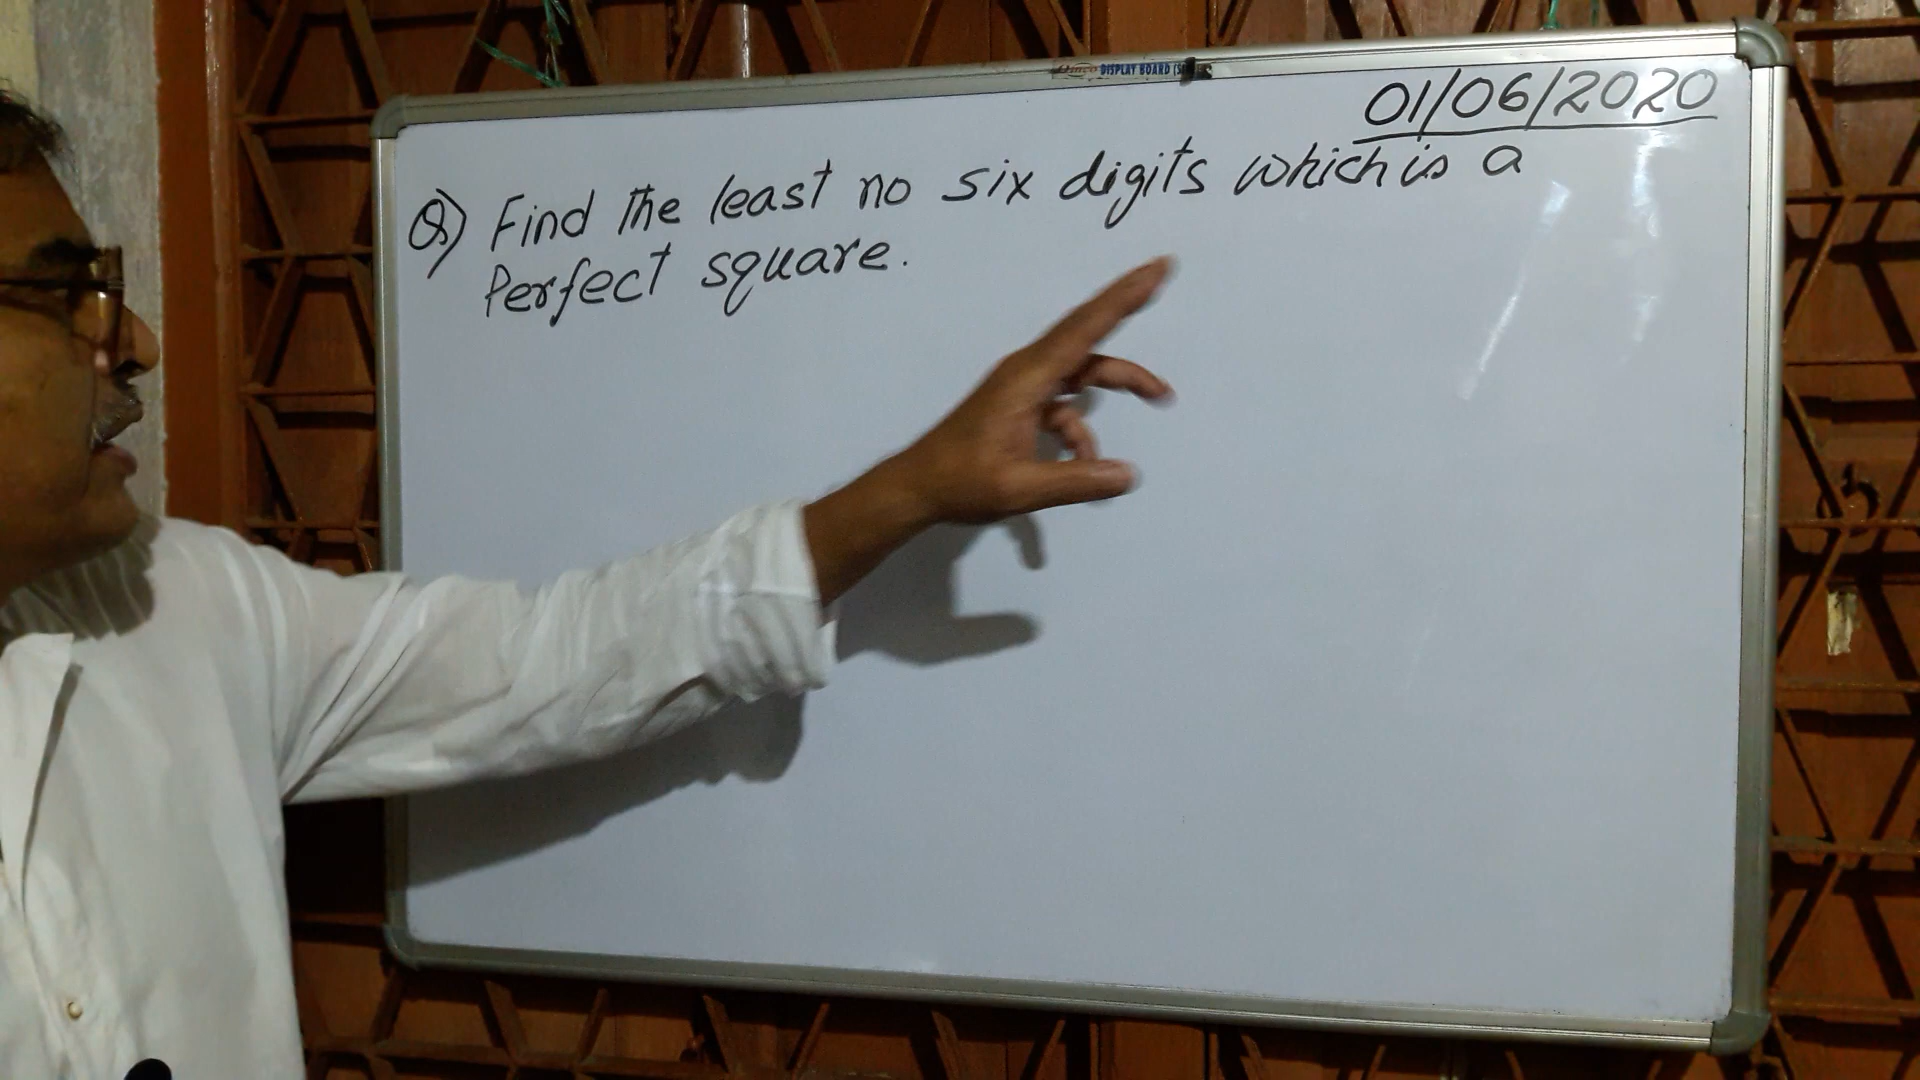 DISPLAY BOARD
01/06/2020
Q) Find the least no six digits which is a
Perfect square.